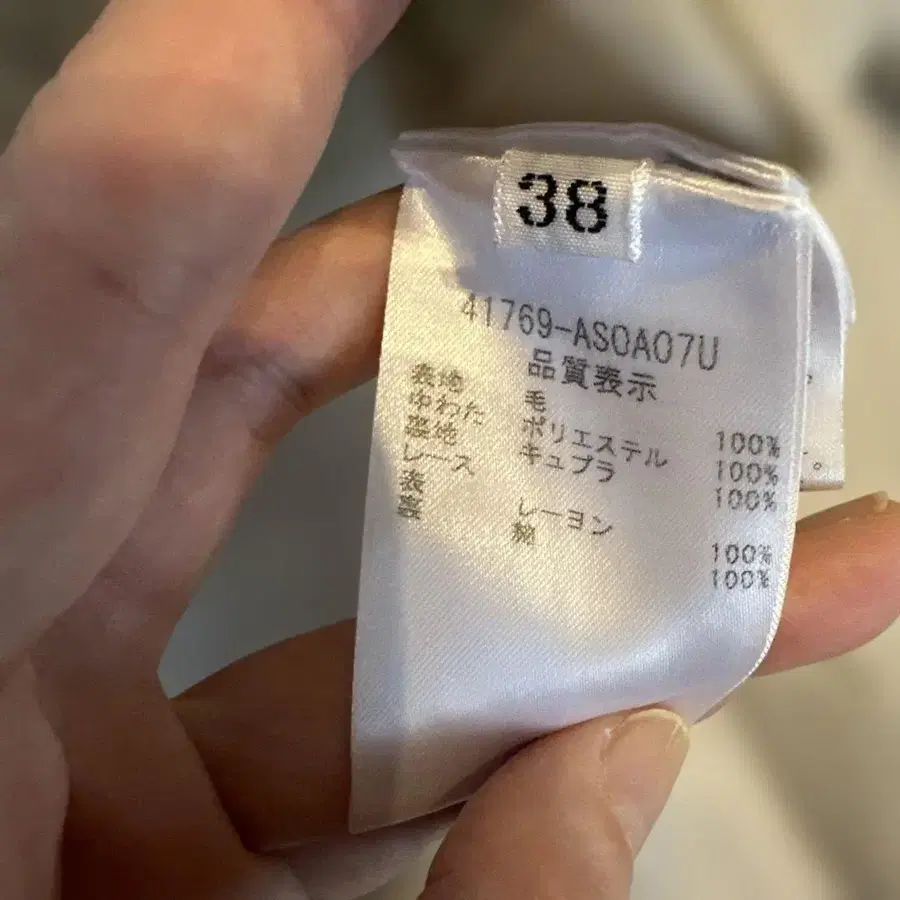 38
41769-AS0A07U
品質表示
表地 毛 100%
中わた ポリエステル 100%
裏地 キュプラ 100%
レース
表 レーヨン 100%
裏 綿 100%